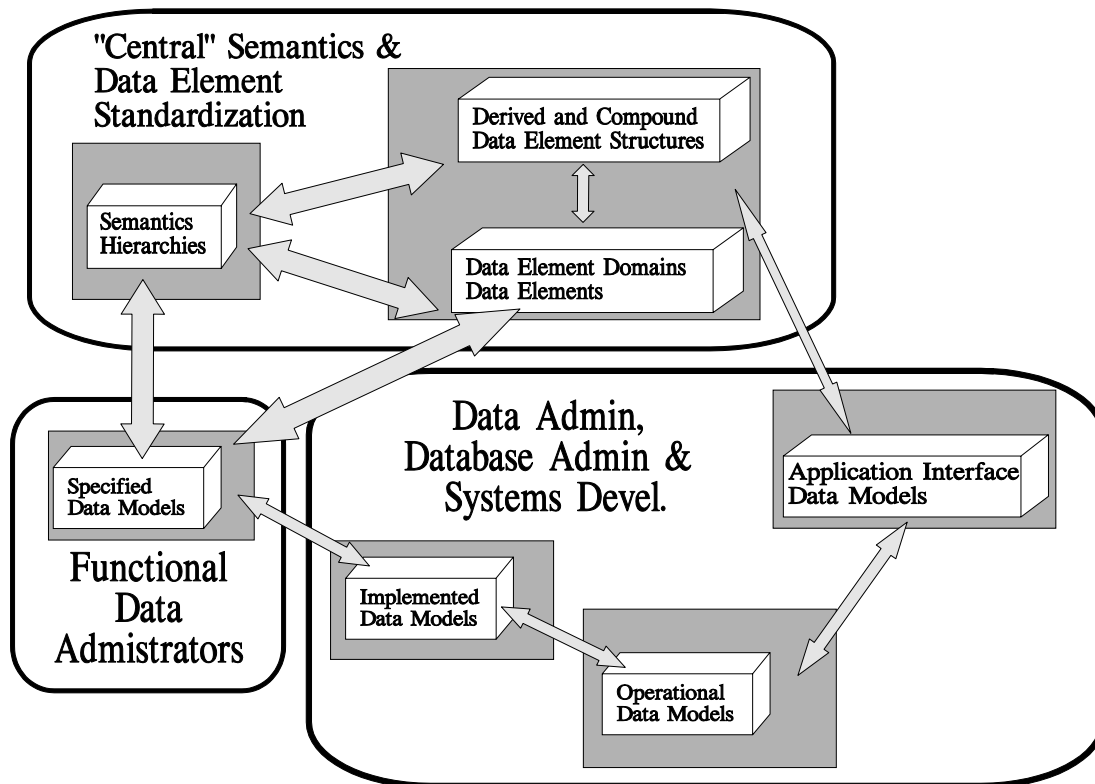 "Central" Semantics &
Data Element
Standardization
Derived and Compound
Data Element Structures
Semantics
Hierarchies
Data Element Domains
Data Elements
Specified
Data Models
Functional
Data
Admistrators
Data Admin,
Database Admin &
Systems Devel.
Application Interface
Data Models
Implemented
Data Models
Operational
Data Models